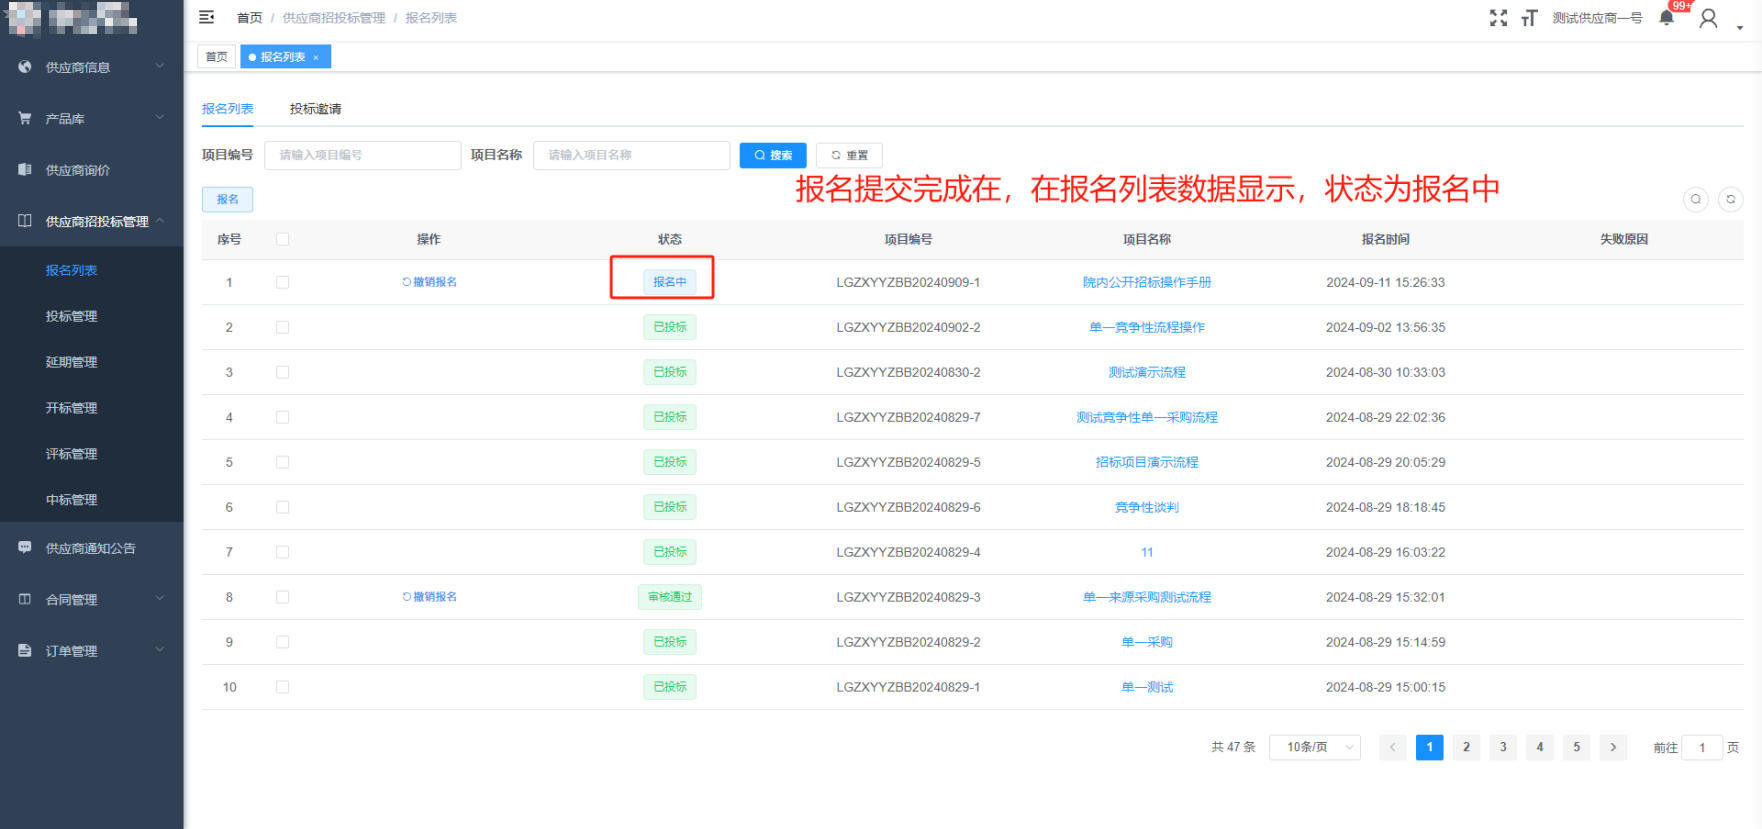 首页 / 供应商招投标管理 / 报名列表
测试供应商一号
99+
首页
报名列表 ×
供应商信息
产品库
供应商询价
供应商招投标管理
报名列表
投标管理
延期管理
开标管理
评标管理
中标管理
供应商通知公告
合同管理
订单管理
报名列表 投标邀请
项目编号 请输入项目编号 项目名称 请输入项目名称 搜索 重置
报名提交完成在，在报名列表数据显示，状态为报名中
报名
序号 操作 状态 项目编号 项目名称 报名时间 失败原因
1 撤销报名 报名中 LGZXYYZBB20240909-1 院内公开招标操作手册 2024-09-11 15:26:33
2 已投标 LGZXYYZBB20240902-2 单一竞争性流程操作 2024-09-02 13:56:35
3 已投标 LGZXYYZBB20240830-2 测试演示流程 2024-08-30 10:33:03
4 已投标 LGZXYYZBB20240829-7 测试竞争性单一采购流程 2024-08-29 22:02:36
5 已投标 LGZXYYZBB20240829-5 招标项目演示流程 2024-08-29 20:05:29
6 已投标 LGZXYYZBB20240829-6 竞争性谈判 2024-08-29 18:18:45
7 已投标 LGZXYYZBB20240829-4 11 2024-08-29 16:03:22
8 撤销报名 审核通过 LGZXYYZBB20240829-3 单一来源采购测试流程 2024-08-29 15:32:01
9 已投标 LGZXYYZBB20240829-2 单一采购 2024-08-29 15:14:59
10 已投标 LGZXYYZBB20240829-1 单一测试 2024-08-29 15:00:15
共 47 条 10条/页 < 1 2 3 4 5 > 前往 1 页